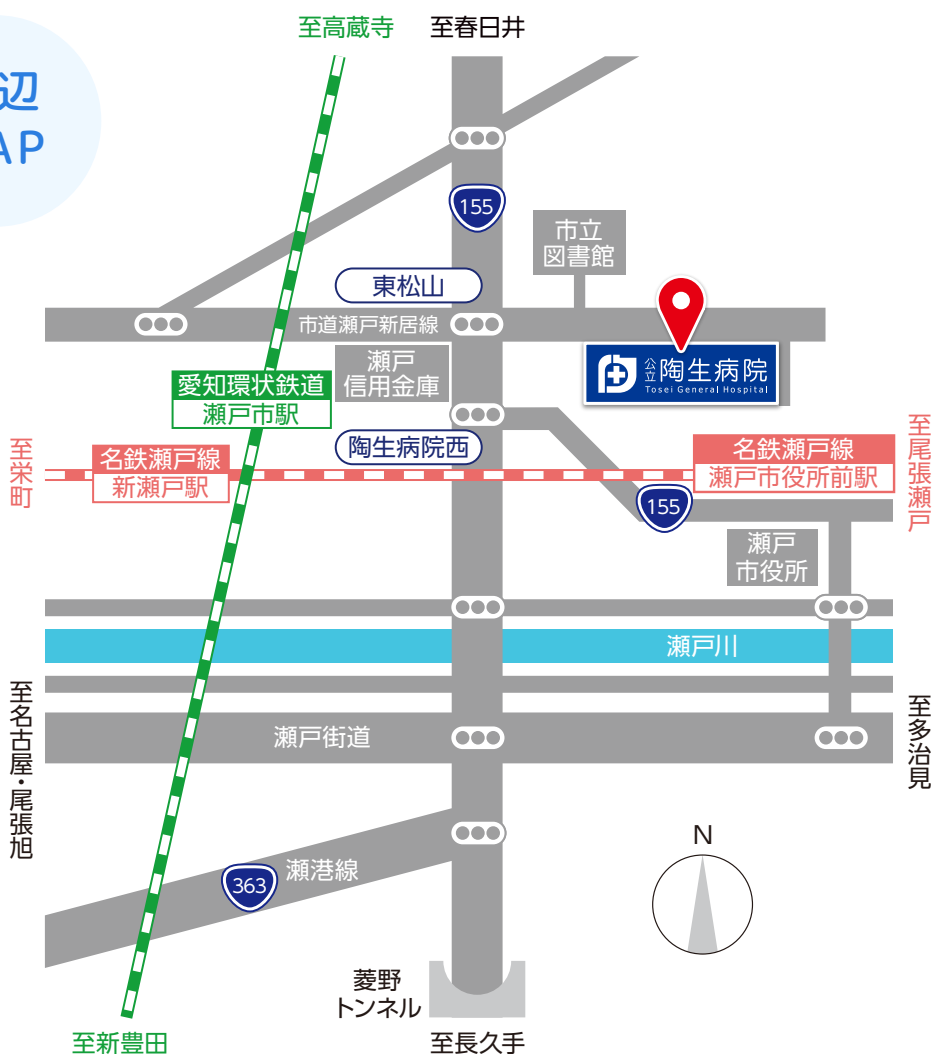 至高蔵寺
至春日井
辺
AP
155
市立
図書館
東松山
市道瀬戸新居線
瀬戸
信用金庫
公立陶生病院
Tosei General Hospital
愛知環状鉄道
瀬戸市駅
陶生病院西
至栄町
名鉄瀬戸線
新瀬戸駅
名鉄瀬戸線
瀬戸市役所前駅
至尾張瀬戸
155
瀬戸
市役所
瀬戸川
至名古屋・尾張旭
瀬戸街道
至多治見
363
瀬港線
N
菱野
トンネル
至新豊田
至長久手